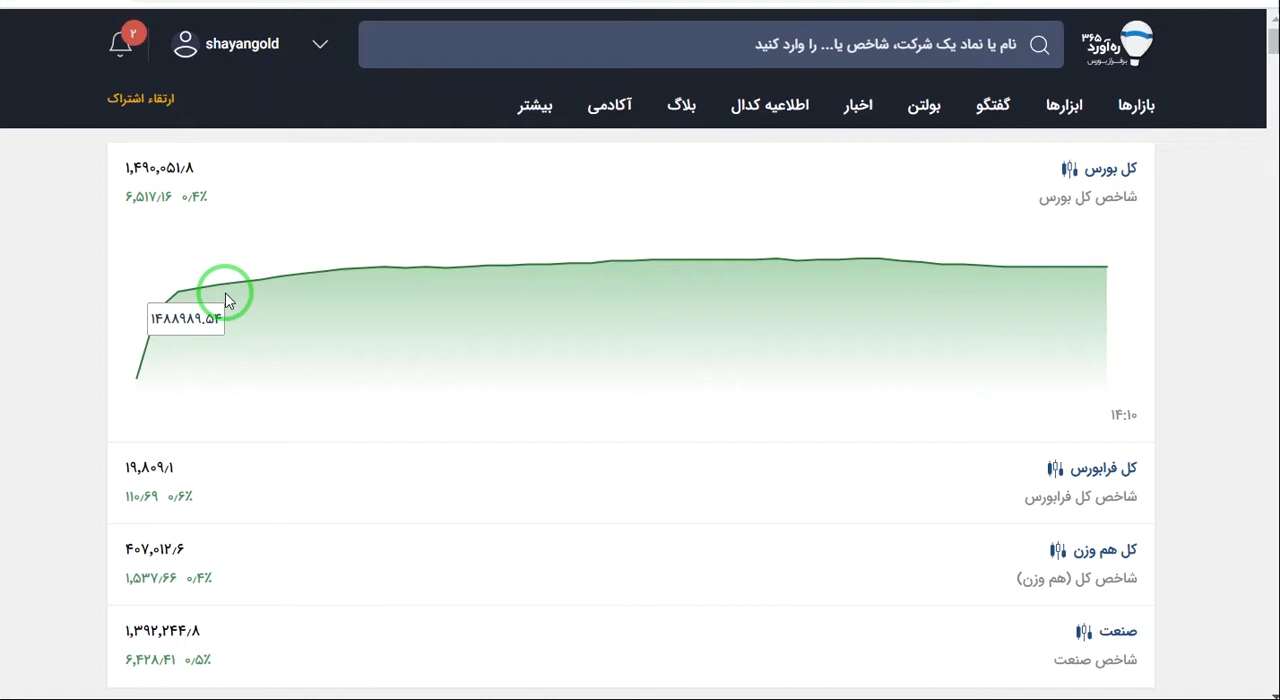 ره‌آورد ۳۶۵
برفراز بورس
نام یا نماد یک شرکت، شاخص یا... را وارد کنید
shayangold
۲
بازارها ابزارها گفتگو بولتن اخبار اطلاعیه کدال بلاگ آکادمی بیشتر
ارتقاء اشتراک
کل بورس ۱,۴۹۰,۰۵۱٫۸
شاخص کل بورس ۶,۵۱۷٫۱۶ ۰٫۴٪
۱۴۸۸۹۸۹.۵۴
۱۴:۱۰
کل فرابورس ۱۹,۸۰۹٫۱
شاخص کل فرابورس ۱۱۰٫۶۹ ۰٫۶٪
کل هم وزن ۴۰۷,۰۱۲٫۶
شاخص کل (هم وزن) ۱,۵۳۷٫۶۶ ۰٫۴٪
صنعت ۱,۳۹۲,۲۴۴٫۸
شاخص صنعت ۶,۴۲۸٫۴۱ ۰٫۵٪